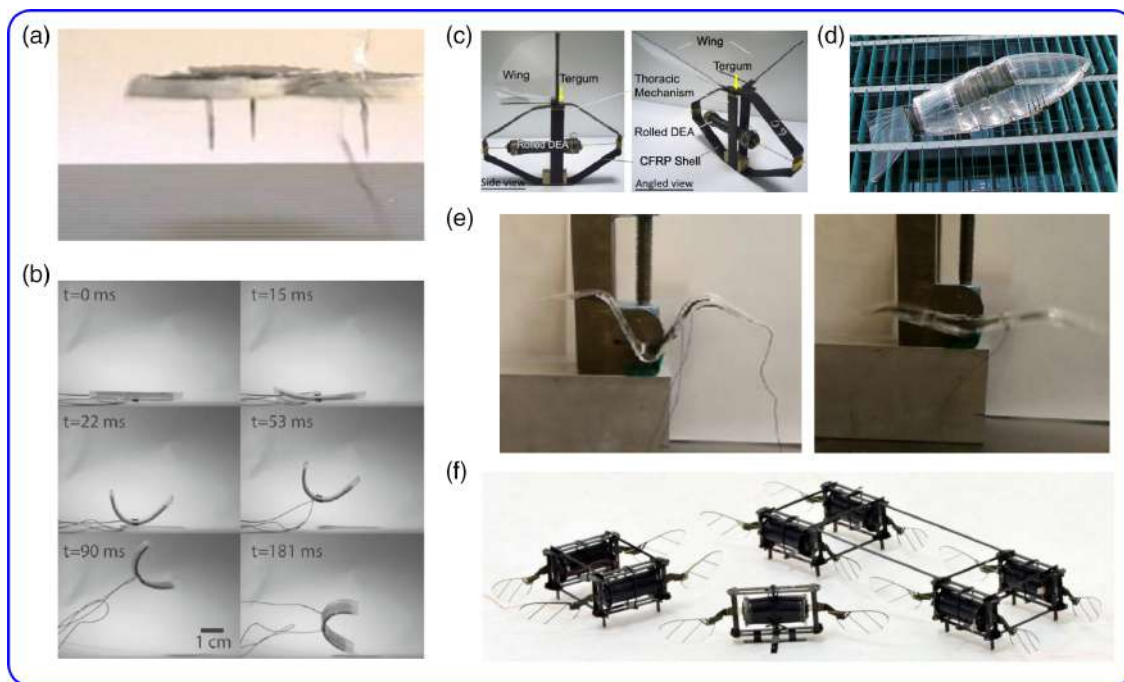 (a)
(b)
t=0 ms
t=15 ms
t=22 ms
t=53 ms
t=90 ms
t=181 ms
1 cm
(c)
Wing
Tergum
Rolled DEA
Side view
Thoracic
Mechanism
Rolled DEA
CFRP Shell
Wing
Tergum
Angled view
(d)
(e)
(f)